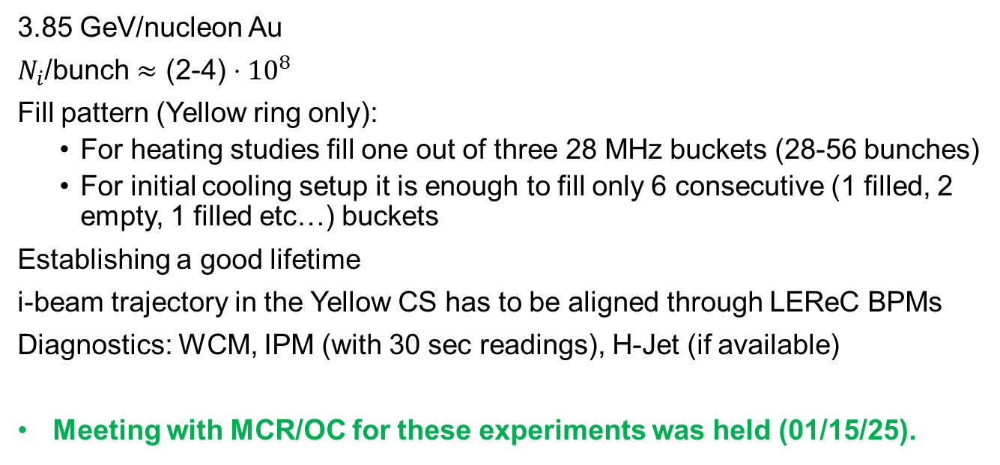 3.85 GeV/nucleon Au
N_i/bunch ≈ (2-4) · 10^8
Fill pattern (Yellow ring only):
• For heating studies fill one out of three 28 MHz buckets (28-56 bunches)
• For initial cooling setup it is enough to fill only 6 consecutive (1 filled, 2
empty, 1 filled etc…) buckets
Establishing a good lifetime
i-beam trajectory in the Yellow CS has to be aligned through LEReC BPMs
Diagnostics: WCM, IPM (with 30 sec readings), H-Jet (if available)
• Meeting with MCR/OC for these experiments was held (01/15/25).